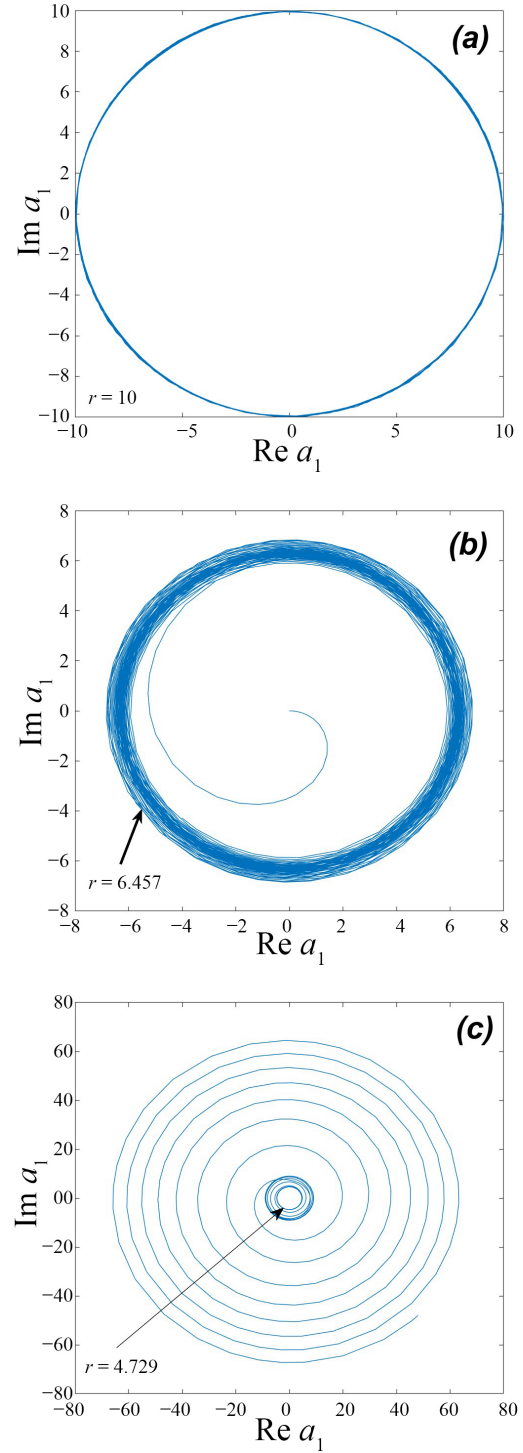 (a)
10
8
6
4
2
0
−2
−4
−6
−8
−10
Im a₁
r = 10
−10 −5 0 5 10
Re a₁
(b)
8
6
4
2
0
−2
−4
−6
−8
Im a₁
r = 6.457
−8 −6 −4 −2 0 2 4 6 8
Re a₁
(c)
80
60
40
20
00
−20
−40
−60
−80
Im a₁
r = 4.729
−80 −60 −40 −20 00 20 40 60 80
Re a₁